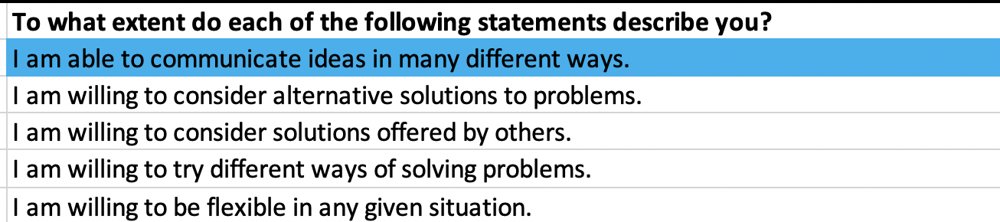 To what extent do each of the following statements describe you?
I am able to communicate ideas in many different ways.
I am willing to consider alternative solutions to problems.
I am willing to consider solutions offered by others.
I am willing to try different ways of solving problems.
I am willing to be flexible in any given situation.